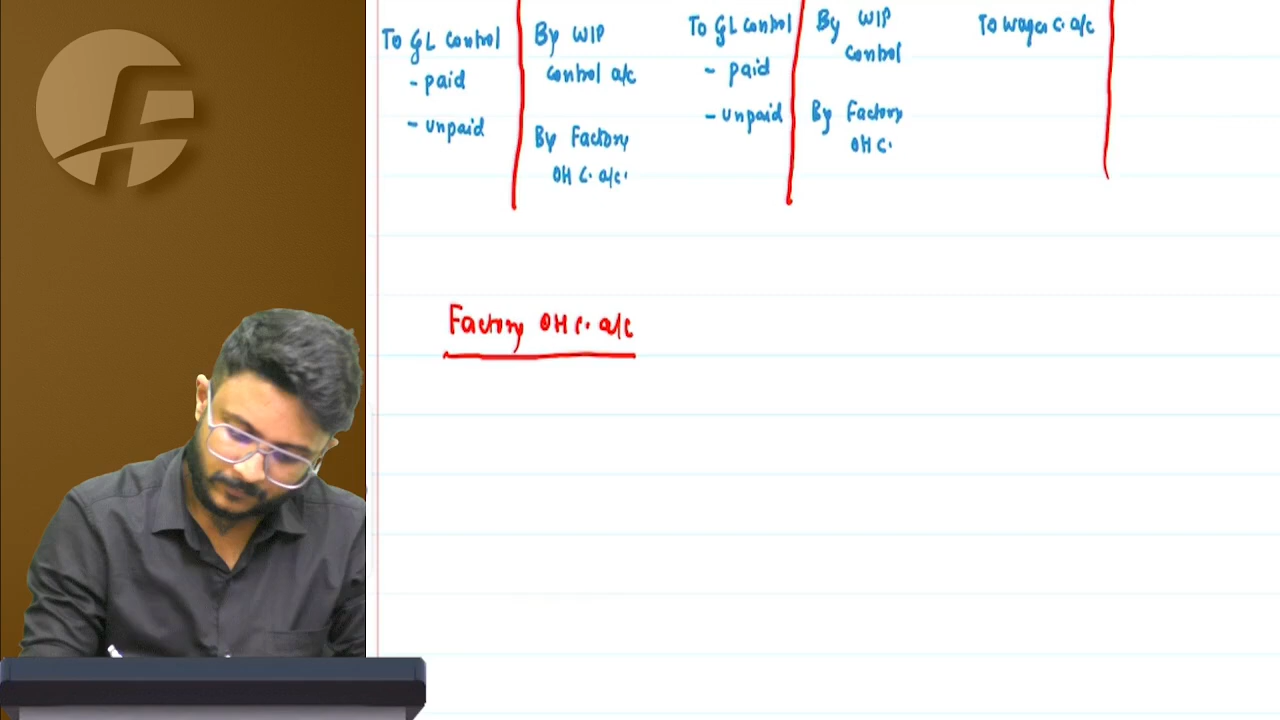 To GL Control
- paid
- unpaid
By WIP
Control a/c
By Factory
OH C. a/c.
To GL Control
- paid
- unpaid
By WIP
Control
By Factory
OH C.
To wages C. a/c
Factory OH C. a/c